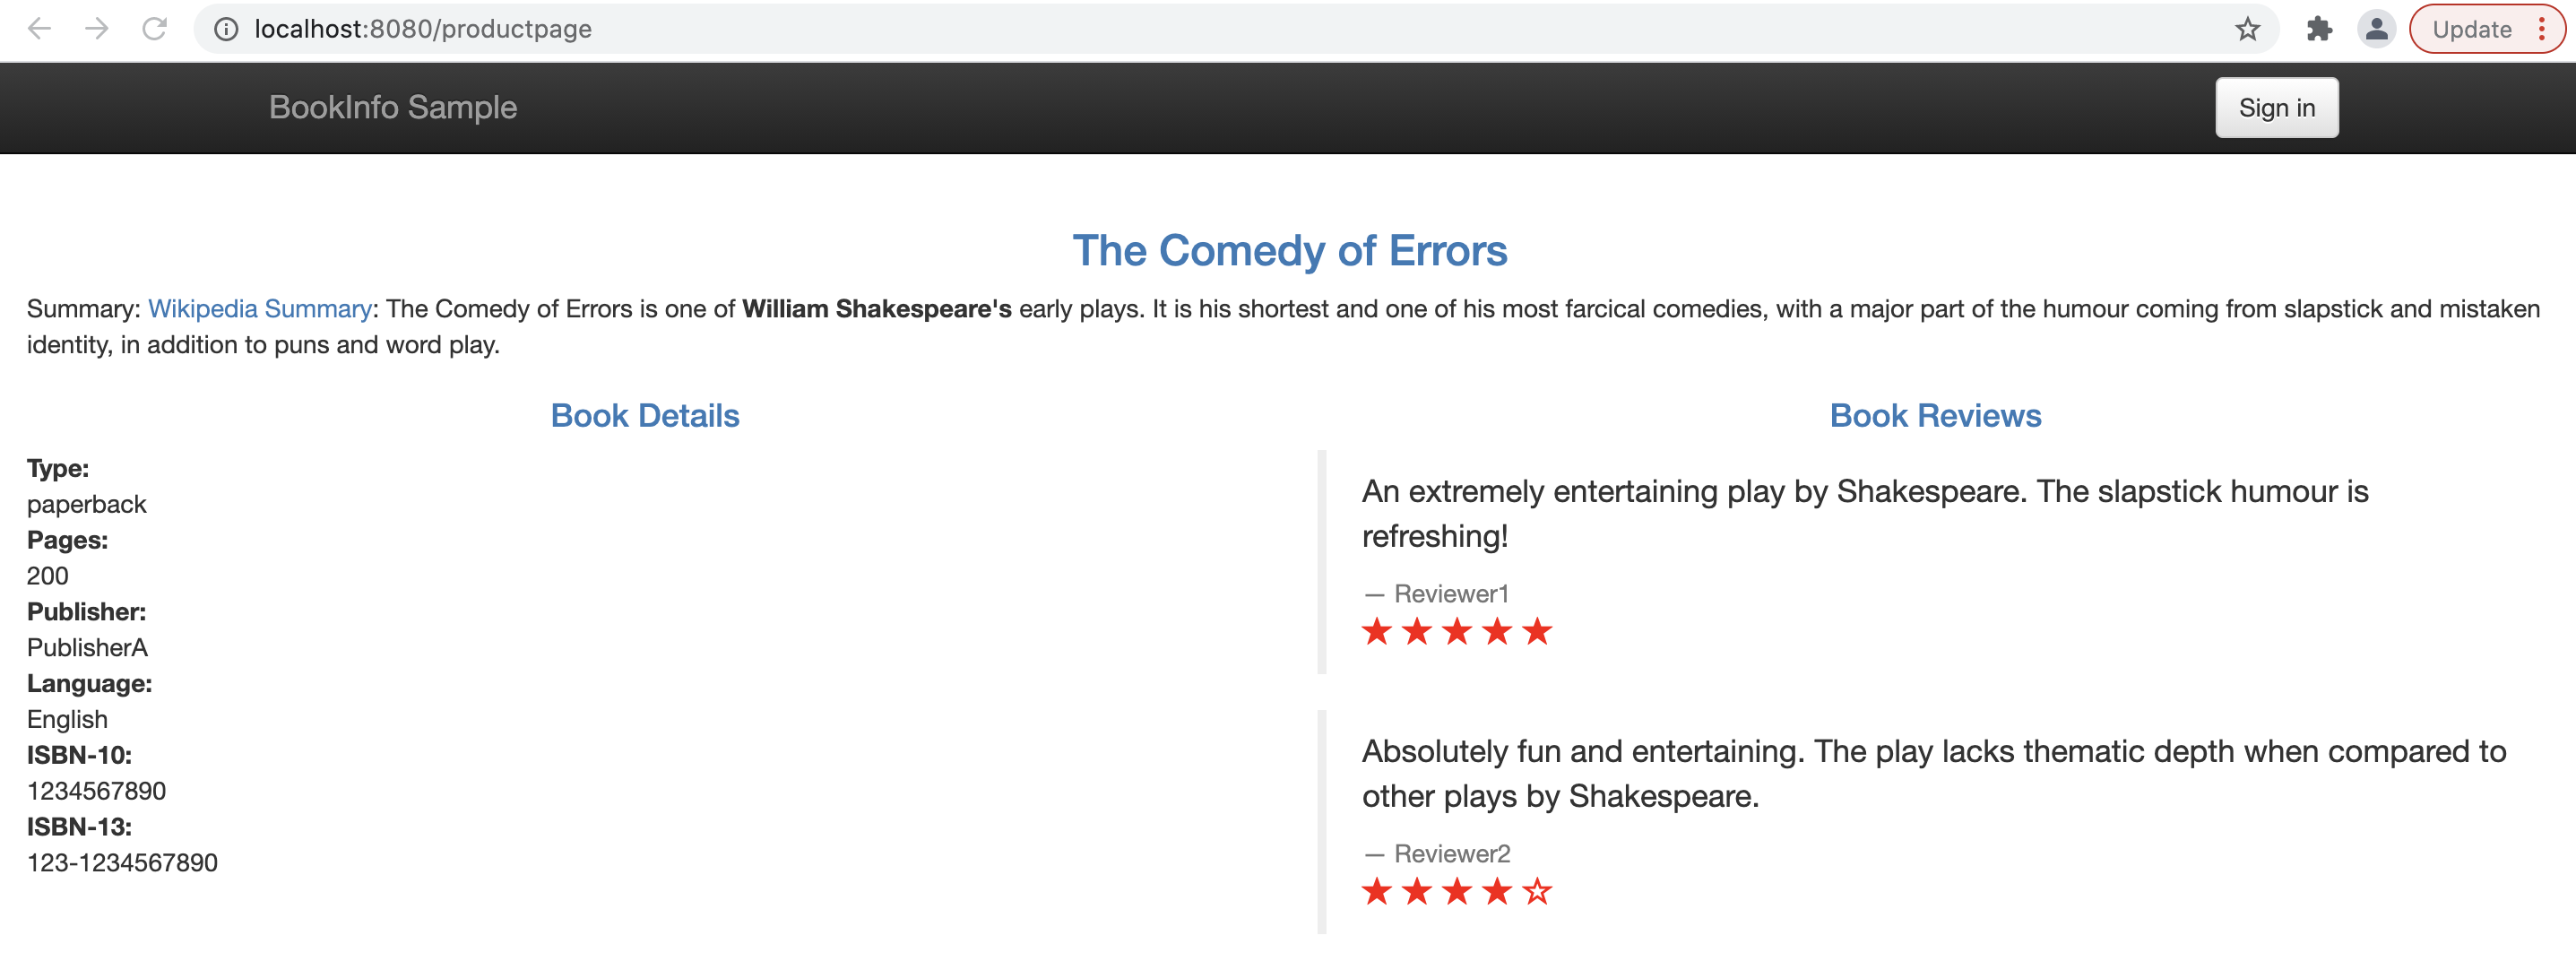 localhost:8080/productpage
Update
BookInfo Sample
Sign in
The Comedy of Errors
Summary: Wikipedia Summary: The Comedy of Errors is one of William Shakespeare's early plays. It is his shortest and one of his most farcical comedies, with a major part of the humour coming from slapstick and mistaken
identity, in addition to puns and word play.
Book Details
Type:
paperback
Pages:
200
Publisher:
PublisherA
Language:
English
ISBN-10:
1234567890
ISBN-13:
123-1234567890
Book Reviews
An extremely entertaining play by Shakespeare. The slapstick humour is
refreshing!
— Reviewer1
Absolutely fun and entertaining. The play lacks thematic depth when compared to
other plays by Shakespeare.
— Reviewer2